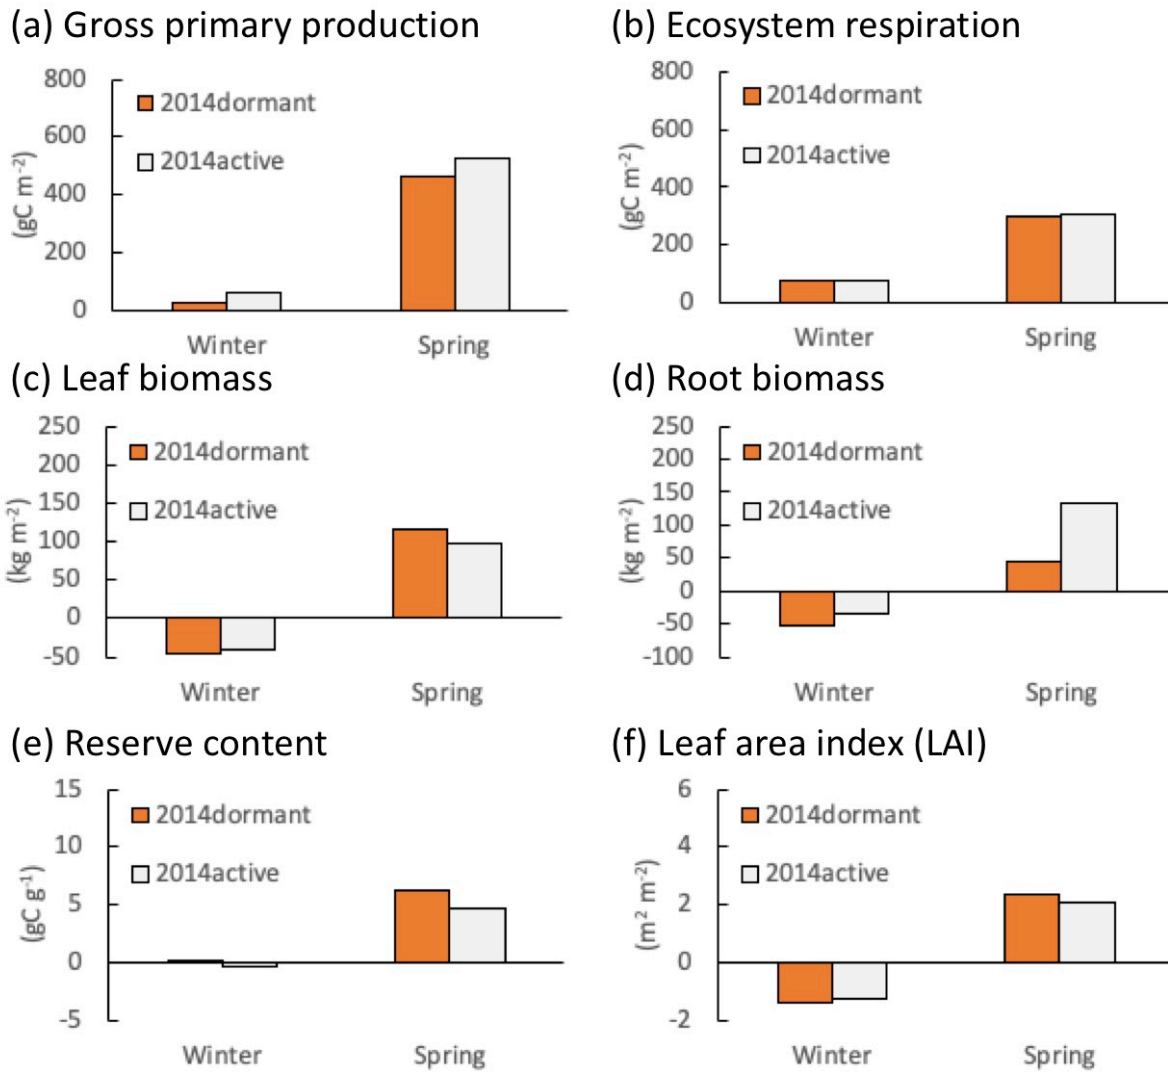 (a) Gross primary production
800
600
400
200
0
(gC m-2)
2014dormant
2014active
Winter
Spring
(b) Ecosystem respiration
800
600
400
200
0
(gC m-2)
2014dormant
2014active
Winter
Spring
(c) Leaf biomass
250
200
150
100
50
0
-50
(kg m-2)
2014dormant
2014active
Winter
Spring
(d) Root biomass
250
200
150
100
50
0
-50
-100
(kg m-2)
2014dormant
2014active
Winter
Spring
(e) Reserve content
15
10
5
0
-5
(gC g-1)
2014dormant
2014active
Winter
Spring
(f) Leaf area index (LAI)
6
4
2
0
-2
(m2 m-2)
2014dormant
2014active
Winter
Spring